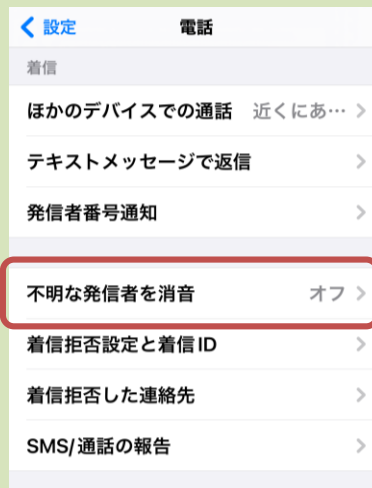 設定 電話
着信
ほかのデバイスでの通話 近くにあ…
テキストメッセージで返信
発信者番号通知
不明な発信者を消音 オフ
着信拒否設定と着信ID
着信拒否した連絡先
SMS/通話の報告